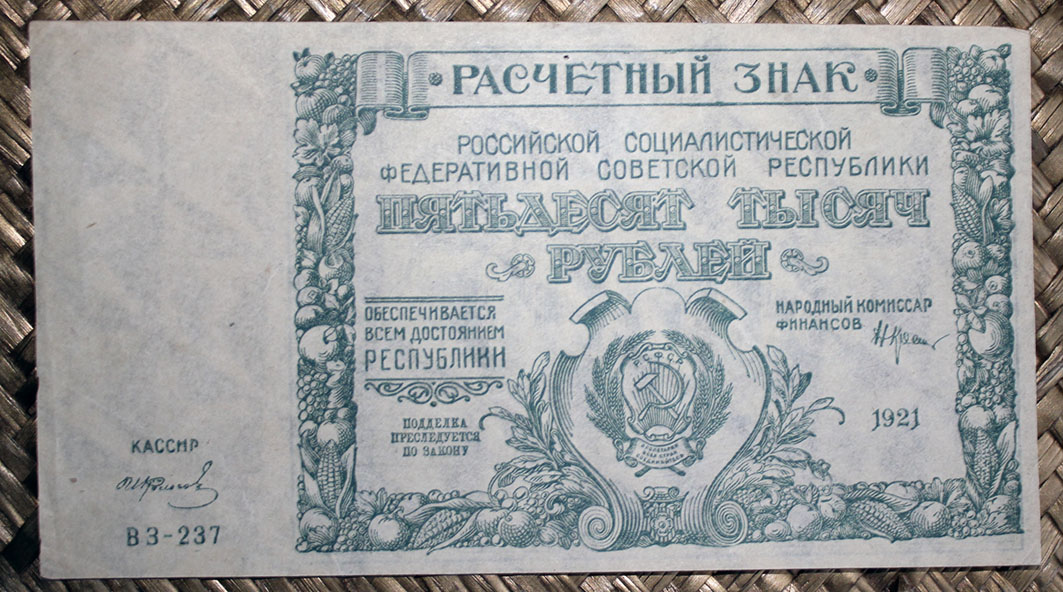 РАСЧЕТНЫЙ ЗНАК
РОССИЙСКОЙ СОЦИАЛИСТИЧЕСКОЙ
ФЕДЕРАТИВНОЙ СОВЕТСКОЙ РЕСПУБЛИКИ
ПЯТЬДЕСЯТ ТЫСЯЧ
РУБЛЕЙ
ОБЕСПЕЧИВАЕТСЯ
ВСЕМ ДОСТОЯНИЕМ
РЕСПУБЛИКИ
НАРОДНЫЙ КОМИССАР
ФИНАНСОВ
РСФСР
ПОДДЕЛКА
ПРЕСЛЕДУЕТСЯ
ПО ЗАКОНУ
1921
КАССИР
ВЗ-237